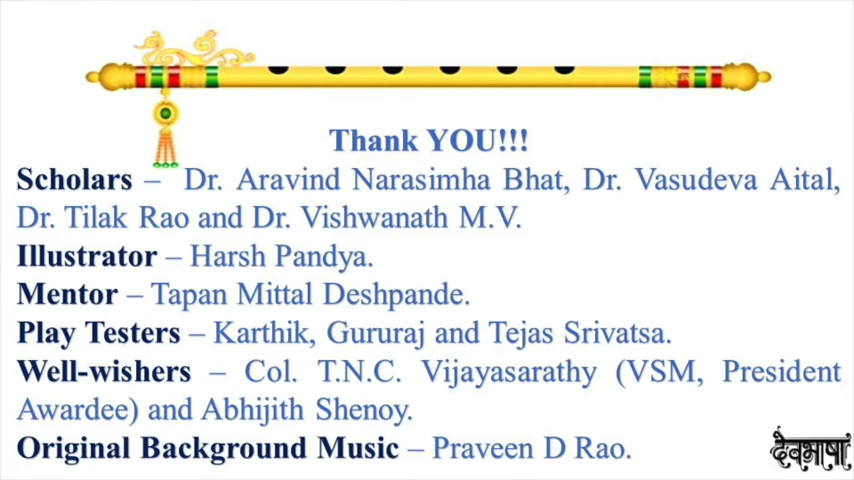 Thank YOU!!!
Scholars – Dr. Aravind Narasimha Bhat, Dr. Vasudeva Aital,
Dr. Tilak Rao and Dr. Vishwanath M.V.
Illustrator – Harsh Pandya.
Mentor – Tapan Mittal Deshpande.
Play Testers – Karthik, Gururaj and Tejas Srivatsa.
Well-wishers – Col. T.N.C. Vijayasarathy (VSM, President
Awardee) and Abhijith Shenoy.
Original Background Music – Praveen D Rao.
देवभाषा